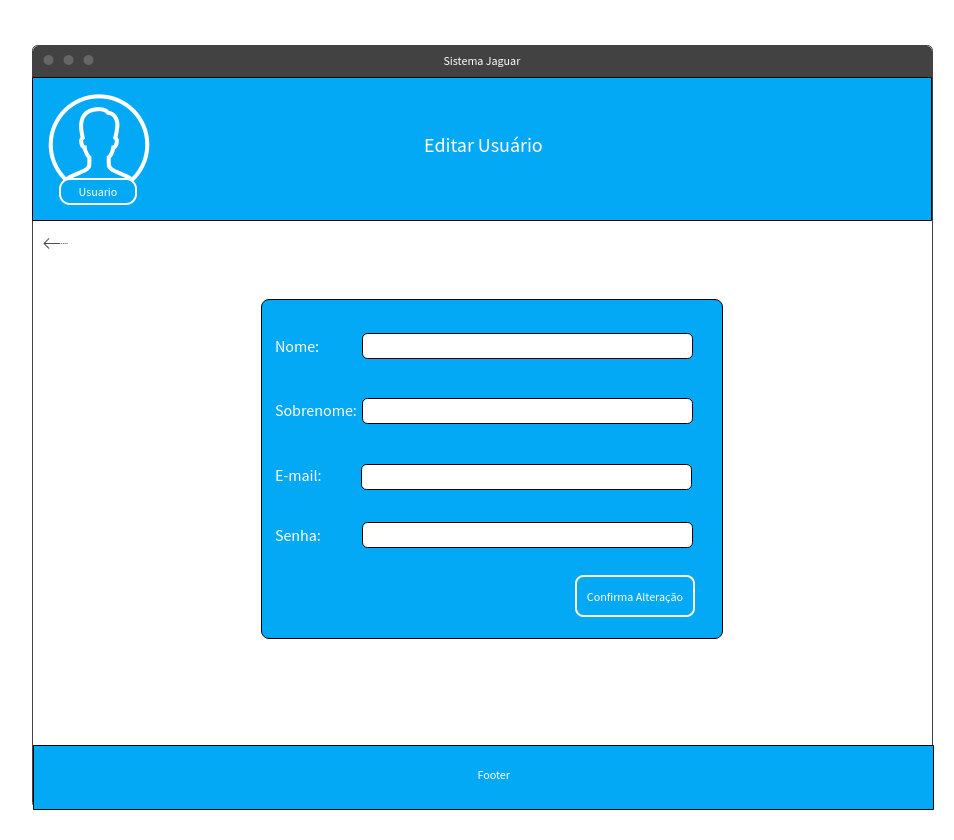 Sistema Jaguar
Editar Usuário
Usuario
Nome:
Sobrenome:
E-mail:
Senha:
Confirma Alteração
Footer